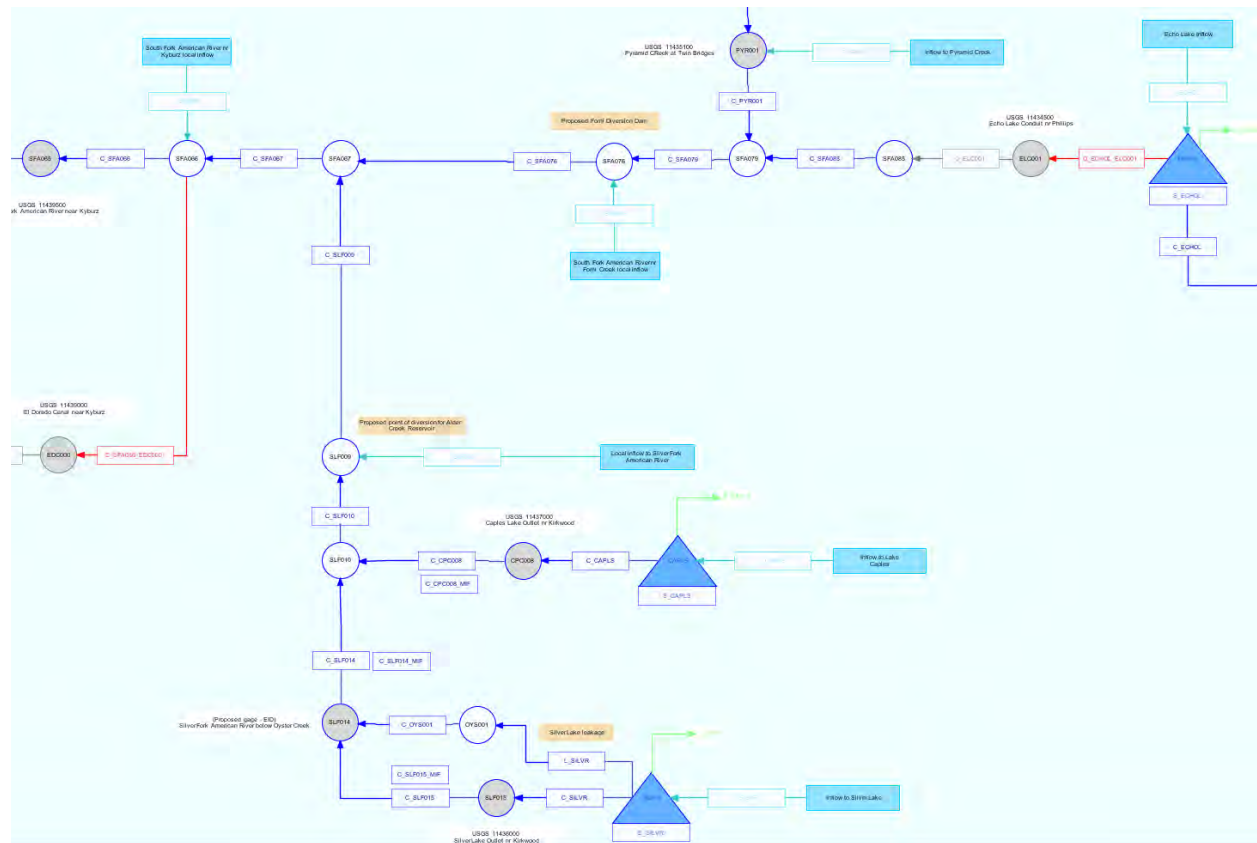 South Fork American River nr
Kyburz local inflow
USGS 11435100
Pyramid CReek at Twin Bridges
PYR001
Inflow to Pyramid Creek
Echo Lake Inflow
C_PYR001
Proposed Forni Diversion Dam
USGS 11434500
Echo Lake Conduit nr Phillips
C_SFA066
SFA066
C_SFA067
SFA067
C_SFA076
SFA076
C_SFA079
SFA079
C_SFA085
SFA085
ELC001
S_ECHOL
C_ECHOL
USGS 11439500
rk American River near Kyburz
C_SLF009
South Fork American River nr
Forni Creek local inflow
USGS 11439000
El Dorado Canal near Kyburz
EDC000
Proposed point of diversion for Alder
Creek Reservoir
SLF009
Local inflow to Silver Fork
American River
C_SLF010
USGS 11437000
Caples Lake Outlet nr Kirkwood
SLF010
C_CPC008
CPC008
C_CAPLS
Inflow to Lake
Caples
C_CPC008_MIF
S_CAPLS
C_SLF014
C_SLF014_MIF
(Proposed gage - EID)
Silver Fork American River below Oyster Creek
SLF014
C_OYS001
OYS001
Silver Lake leakage
L_SILVR
C_SLF015_MIF
C_SLF015
SLF015
C_SILVR
Inflow to Silver Lake
S_SILVR
USGS 11436000
Silver Lake Outlet nr Kirkwood